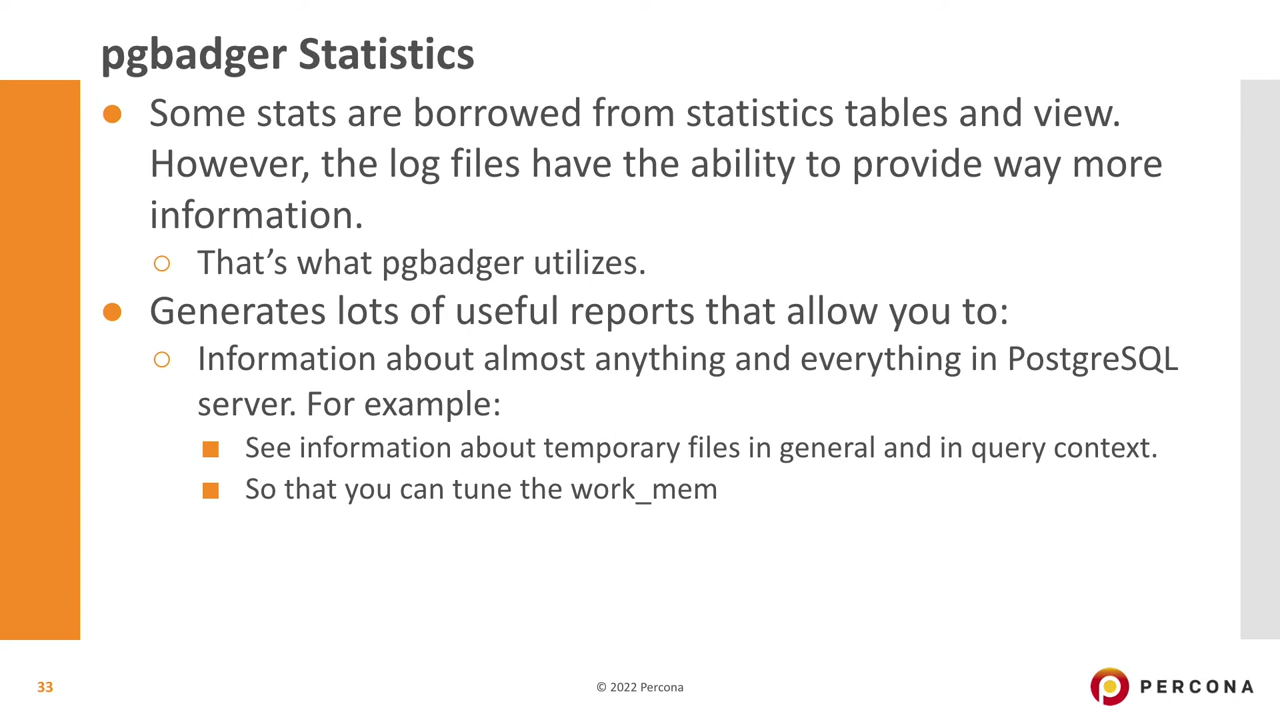 pgbadger Statistics
● Some stats are borrowed from statistics tables and view.
However, the log files have the ability to provide way more
information.
○ That’s what pgbadger utilizes.
● Generates lots of useful reports that allow you to:
○ Information about almost anything and everything in PostgreSQL
server. For example:
■ See information about temporary files in general and in query context.
■ So that you can tune the work_mem
33
© 2022 Percona
PERCONA